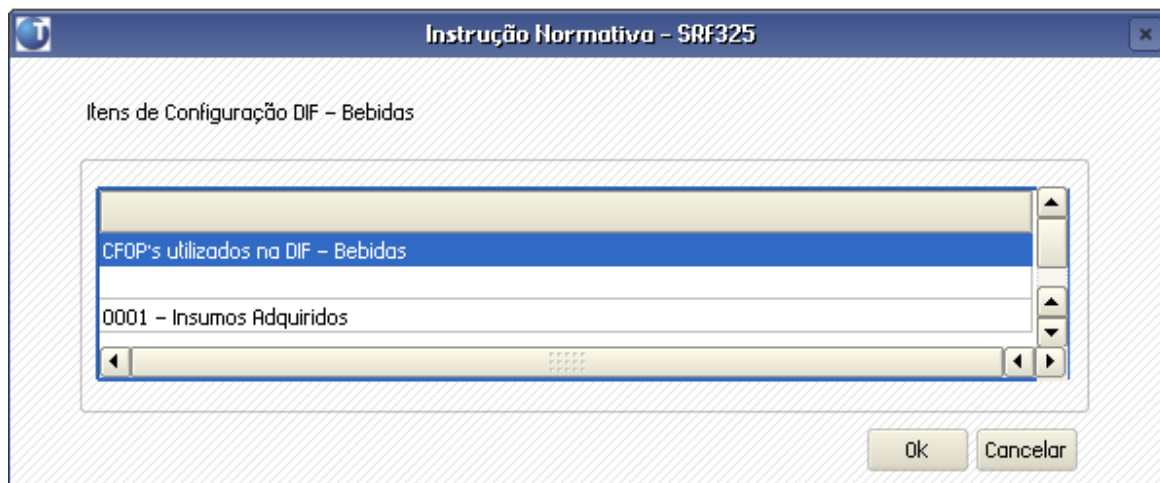 Instrução Normativa – SRF325
Itens de Configuração DIF – Bebidas
CFOP's utilizados na DIF – Bebidas
0001 – Insumos Adquiridos
Ok
Cancelar